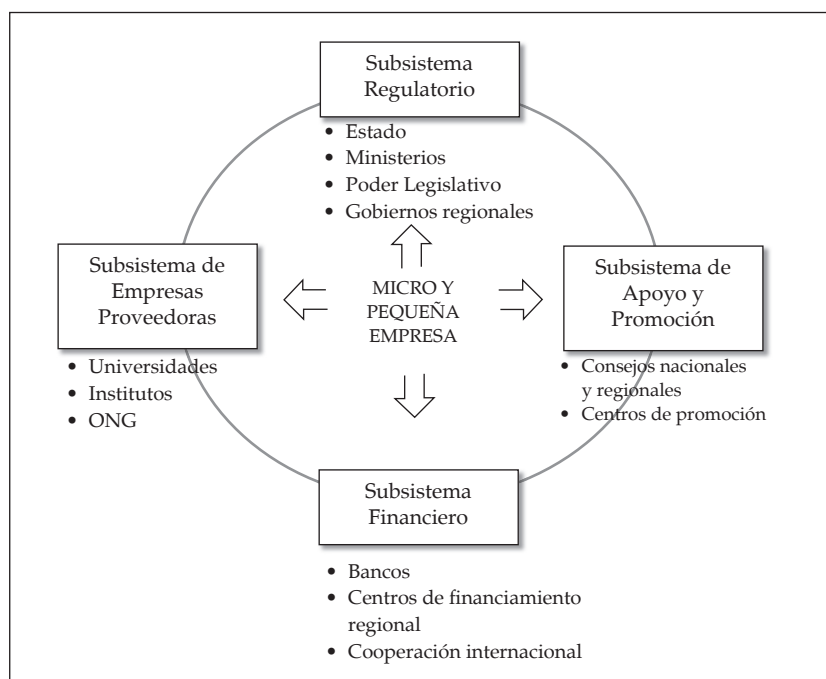 Subsistema
Regulatorio
• Estado
• Ministerios
• Poder Legislativo
• Gobiernos regionales
Subsistema de
Empresas
Proveedoras
• Universidades
• Institutos
• ONG
MICRO Y
PEQUEÑA
EMPRESA
Subsistema de
Apoyo y
Promoción
• Consejos nacionales
y regionales
• Centros de promoción
Subsistema
Financiero
• Bancos
• Centros de financiamiento
regional
• Cooperación internacional